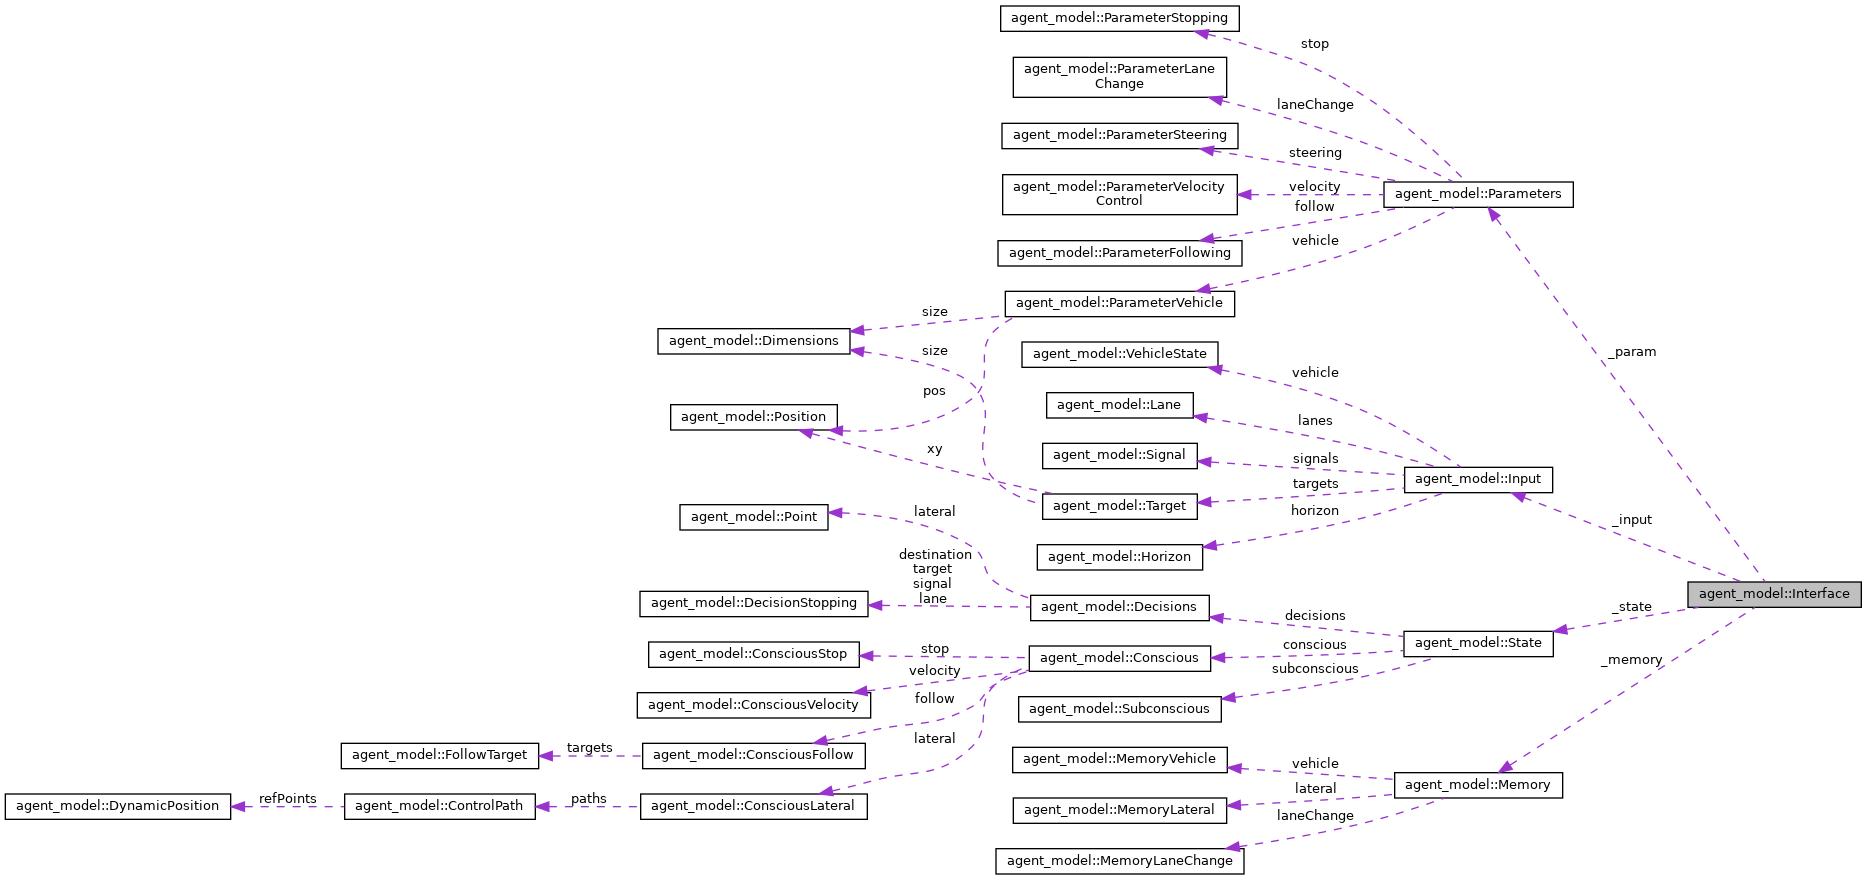 agent_model::ParameterStopping
stop
agent_model::ParameterLane
Change
laneChange
agent_model::ParameterSteering
steering
agent_model::ParameterVelocity
Control
velocity
agent_model::Parameters
follow
agent_model::ParameterFollowing
vehicle
agent_model::ParameterVehicle
size
agent_model::Dimensions
size
agent_model::VehicleState
_param
vehicle
pos
agent_model::Lane
agent_model::Position
lanes
xy
agent_model::Signal
signals
agent_model::Input
targets
agent_model::Target
horizon
lateral
agent_model::Point
_input
destination
target
signal
lane
agent_model::Horizon
agent_model::Interface
agent_model::DecisionStopping
agent_model::Decisions
_state
decisions
agent_model::State
conscious
stop
agent_model::ConsciousStop
agent_model::Conscious
_memory
subconscious
velocity
follow
agent_model::ConsciousVelocity
agent_model::Subconscious
lateral
targets
agent_model::FollowTarget
agent_model::ConsciousFollow
agent_model::MemoryVehicle
vehicle
agent_model::Memory
lateral
refPoints
paths
agent_model::DynamicPosition
agent_model::ControlPath
agent_model::ConsciousLateral
agent_model::MemoryLateral
laneChange
agent_model::MemoryLaneChange